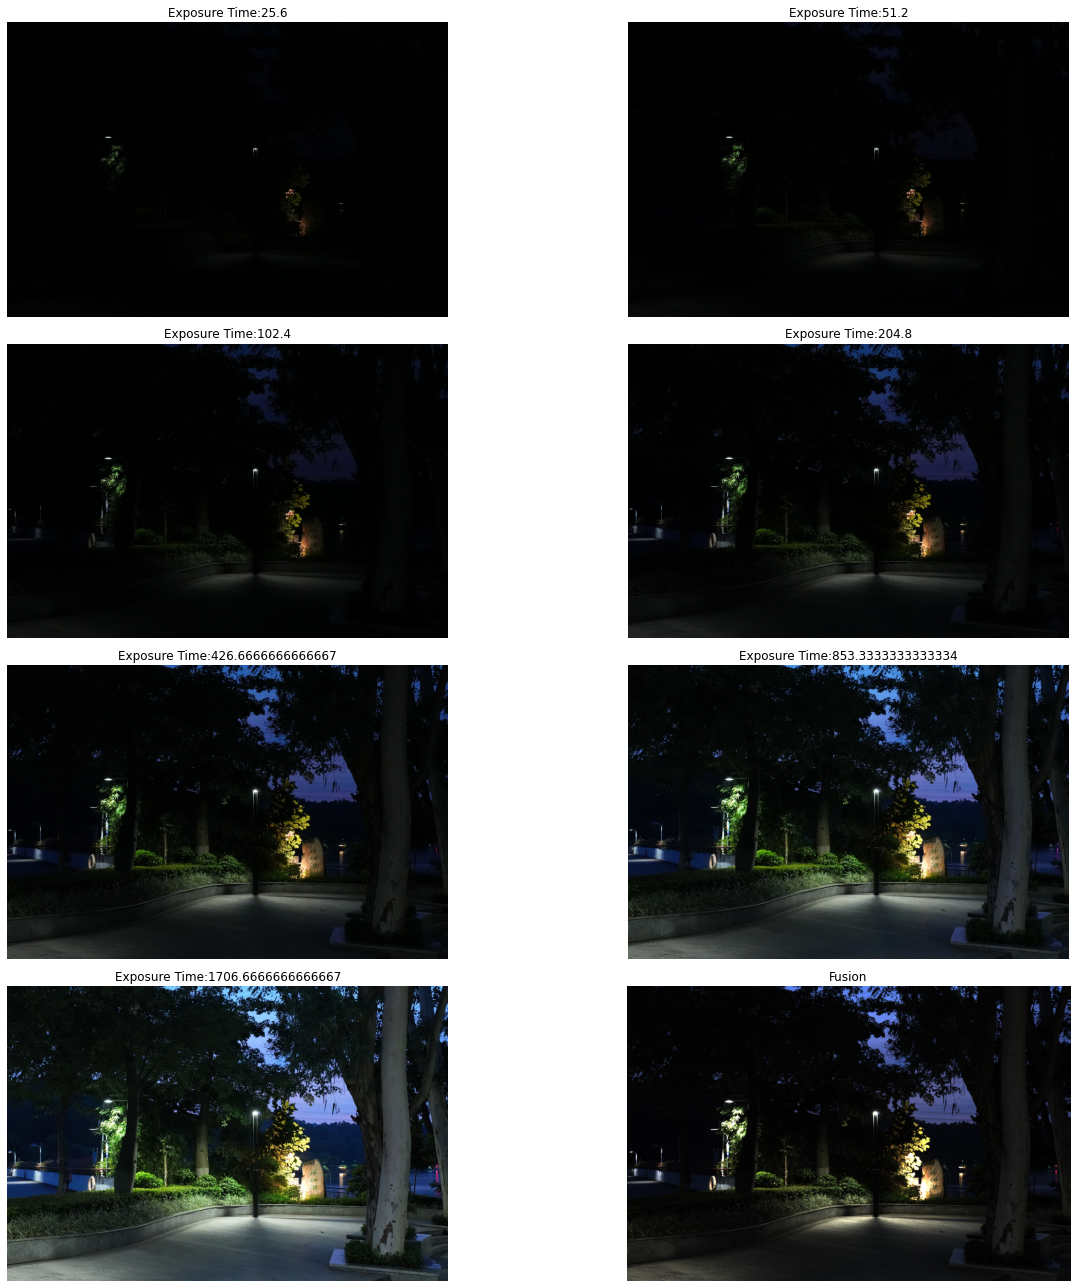 Exposure Time:25.6
Exposure Time:51.2
Exposure Time:102.4
Exposure Time:204.8
Exposure Time:426.6666666666667
Exposure Time:853.3333333333334
Exposure Time:1706.6666666666667
Fusion